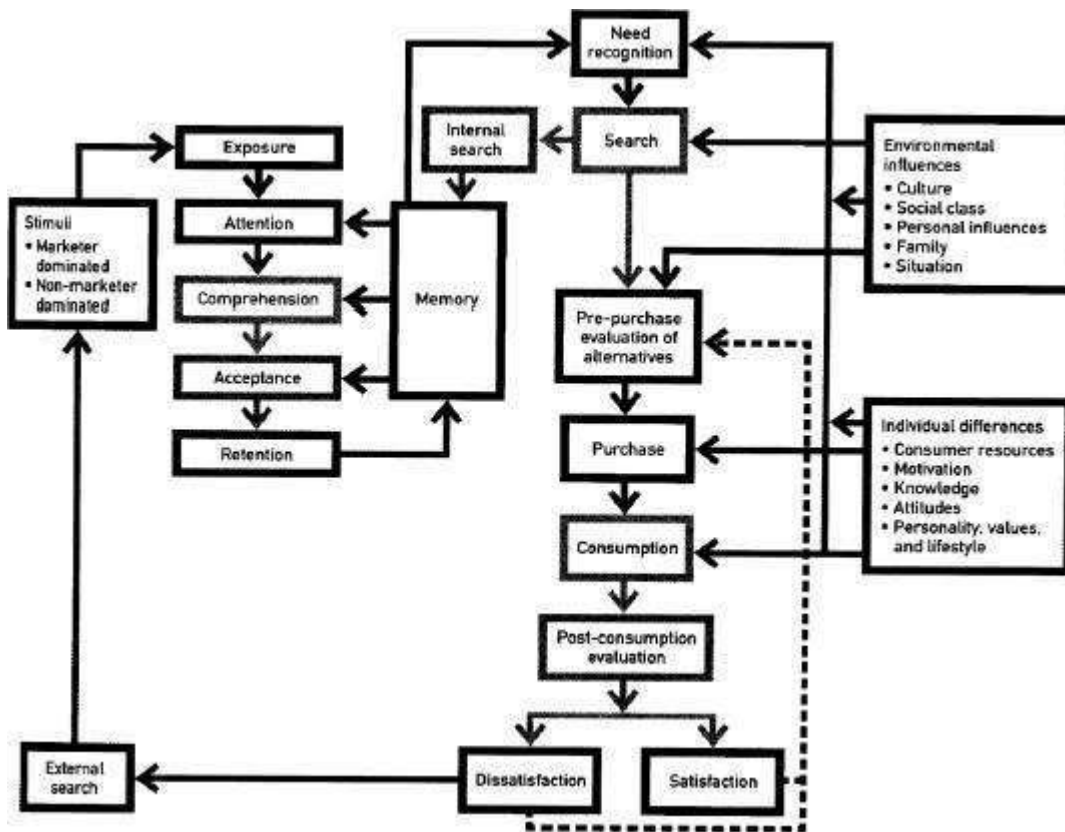 Need
recognition
Internal
search
Search
Exposure
Attention
Comprehension
Acceptance
Retention
Stimuli
• Marketer
dominated
• Non-marketer
dominated
Memory
Environmental
influences
• Culture
• Social class
• Personal influences
• Family
• Situation
Pre-purchase
evaluation of
alternatives
Purchase
Individual differences
• Consumer resources
• Motivation
• Knowledge
• Attitudes
• Personality, values,
and lifestyle
Consumption
Post-consumption
evaluation
External
search
Dissatisfaction
Satisfaction